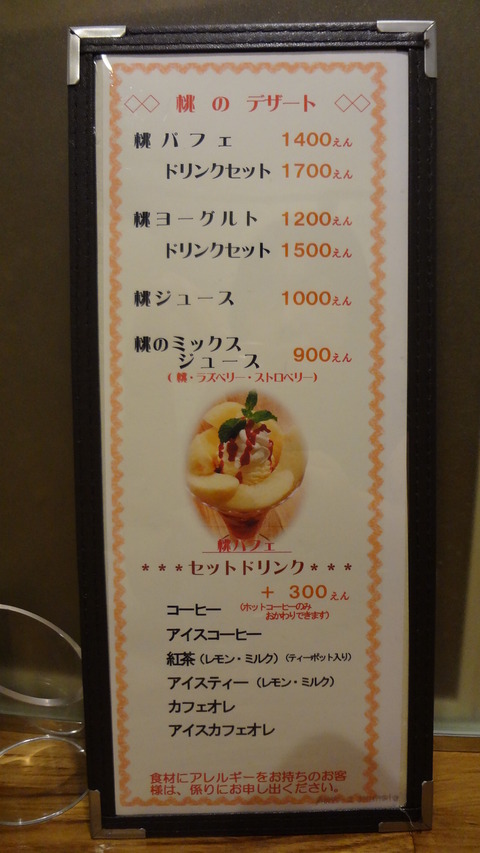 桃 の デザート
桃 パフェ 1400えん
ドリンクセット 1700えん
桃ヨーグルト 1200えん
ドリンクセット 1500えん
桃ジュース 1000えん
桃のミックス
ジュース 900えん
(桃・ラズベリー・ストロベリー)
桃パフェ
***セットドリンク***
+ 300えん
コーヒー (ホットコーヒーのみ
おかわりできます)
アイスコーヒー
紅茶(レモン・ミルク)(ティーポット入り)
アイスティー(レモン・ミルク)
カフェオレ
アイスカフェオレ
食材にアレルギーをお持ちのお客
様は、係りにお申し出ください。